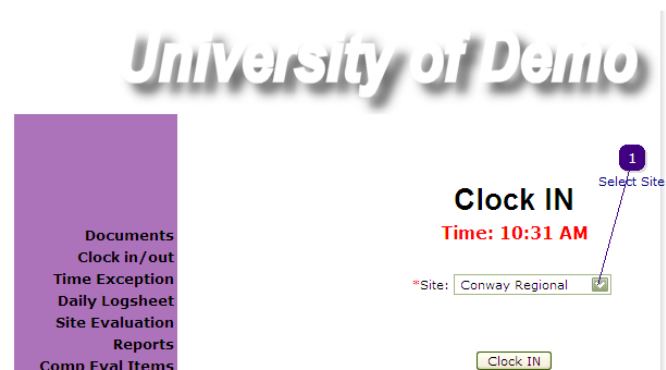 University of Demo
1
Select Site
Clock IN
Time: 10:31 AM
*Site: Conway Regional
Clock IN
Documents
Clock in/out
Time Exception
Daily Logsheet
Site Evaluation
Reports
Comp Eval Items